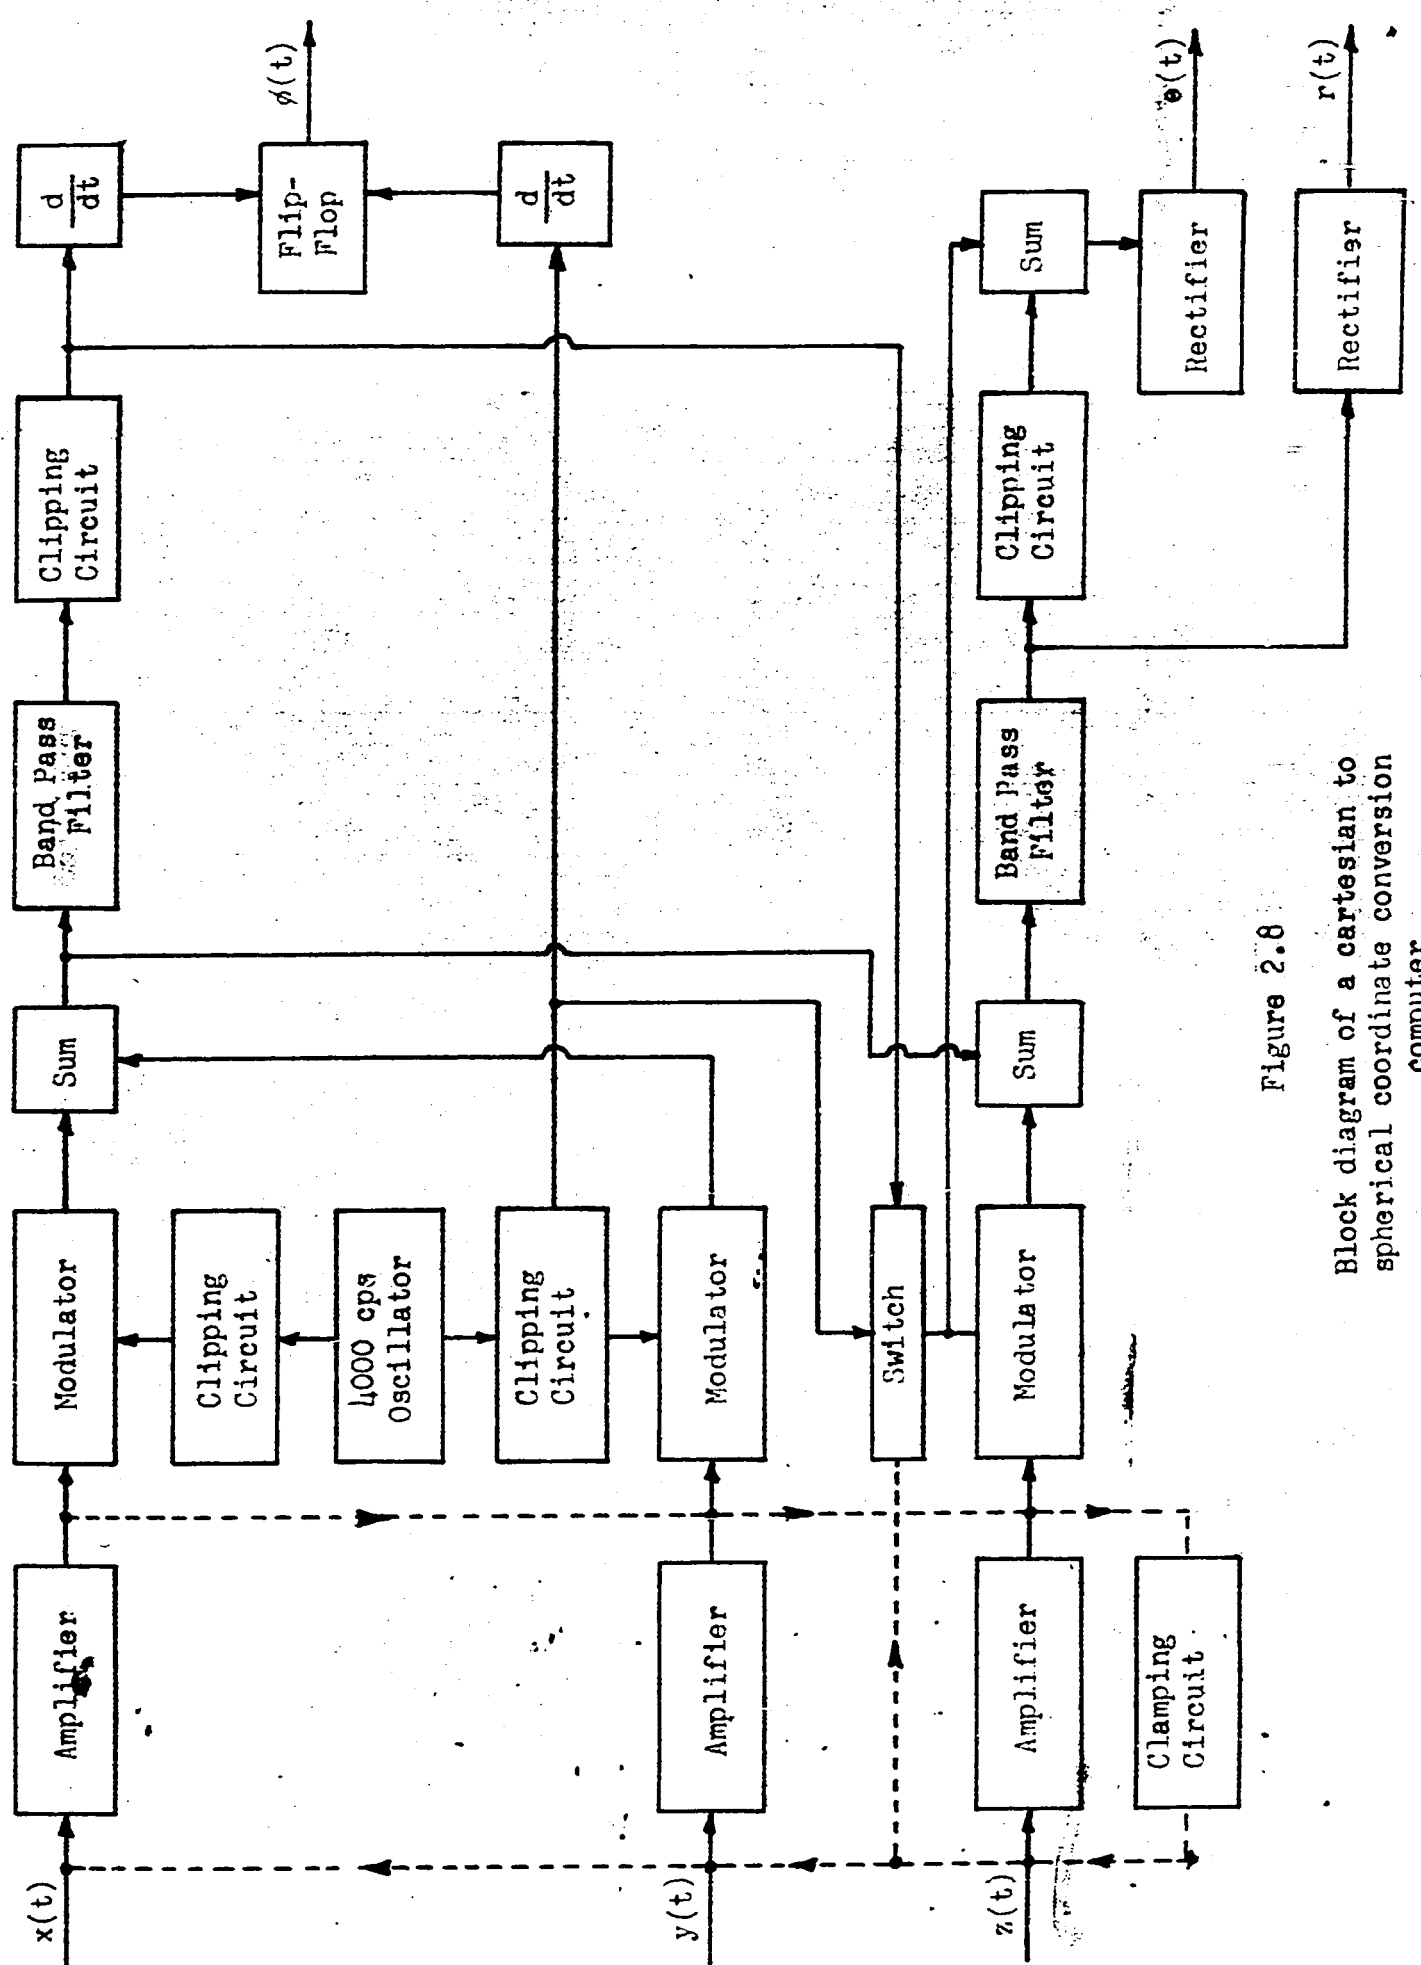 x(t)
Amplifier
Modulator
Sum
Band Pass
Filter
Clipping
Circuit
d
dt
Clipping
Circuit
4000 cps
Oscillator
Clipping
Circuit
Flip-
Flop
ø(t)
d
dt
y(t)
Amplifier
Modulator
Switch
z(t)
Amplifier
Modulator
Sum
Band Pass
Filter
Clipping
Circuit
Sum
Clamping
Circuit
Rectifier
θ(t)
Rectifier
r(t)
Figure 2.8
Block diagram of a cartesian to
spherical coordinate conversion
computer